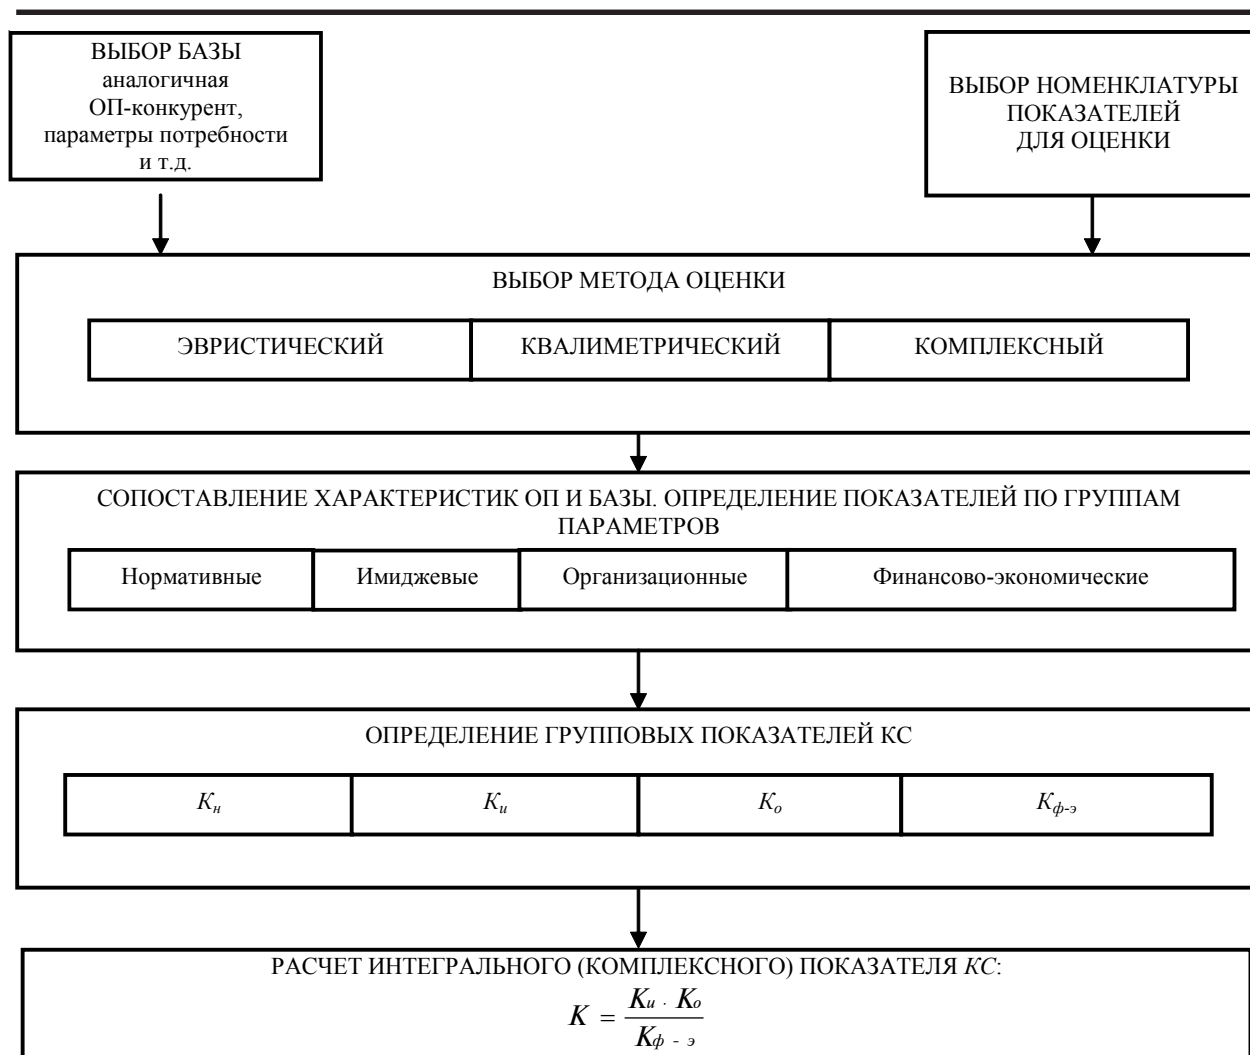 ВЫБОР БАЗЫ
аналогичная
ОП-конкурент,
параметры потребности
и т.д.
ВЫБОР НОМЕНКЛАТУРЫ
ПОКАЗАТЕЛЕЙ
ДЛЯ ОЦЕНКИ
ВЫБОР МЕТОДА ОЦЕНКИ
ЭВРИСТИЧЕСКИЙ
КВАЛИМЕТРИЧЕСКИЙ
КОМПЛЕКСНЫЙ
СОПОСТАВЛЕНИЕ ХАРАКТЕРИСТИК ОП И БАЗЫ. ОПРЕДЕЛЕНИЕ ПОКАЗАТЕЛЕЙ ПО ГРУППАМ
ПАРАМЕТРОВ
Нормативные
Имиджевые
Организационные
Финансово-экономические
ОПРЕДЕЛЕНИЕ ГРУППОВЫХ ПОКАЗАТЕЛЕЙ КС
Kн
Kи
Kо
Kф-э
РАСЧЕТ ИНТЕГРАЛЬНОГО (КОМПЛЕКСНОГО) ПОКАЗАТЕЛЯ КС:
K = Kи · Kо
Kф - э